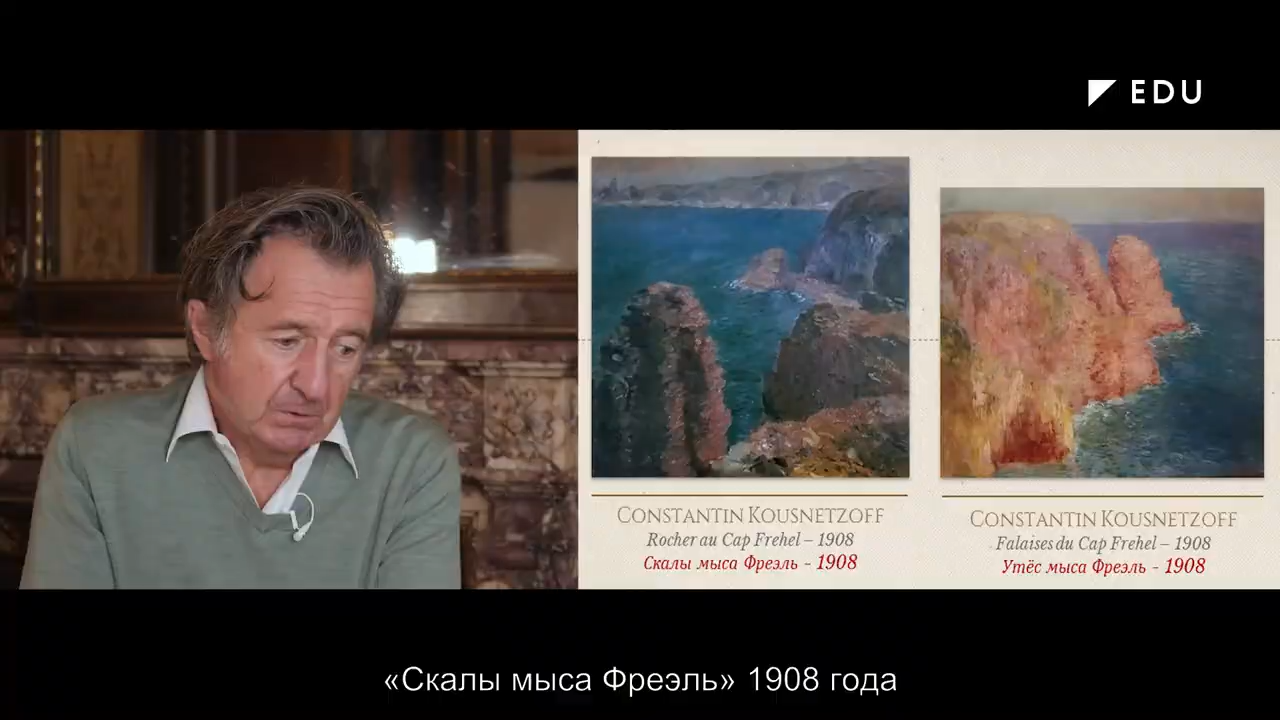 EDU
CONSTANTIN KOUSNETZOFF
Rocher au Cap Frehel – 1908
Скалы мыса Фреэль - 1908
CONSTANTIN KOUSNETZOFF
Falaises du Cap Frehel – 1908
Утёс мыса Фреэль - 1908
«Скалы мыса Фреэль» 1908 года